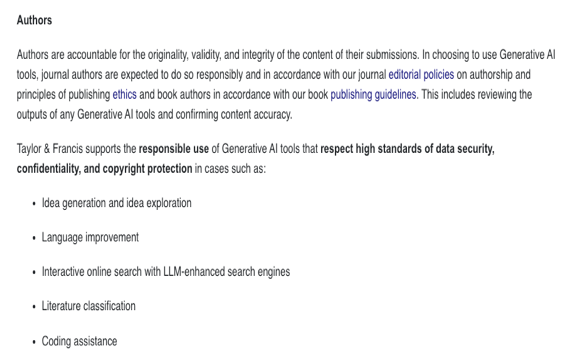 Authors
Authors are accountable for the originality, validity, and integrity of the content of their submissions. In choosing to use Generative AI
tools, journal authors are expected to do so responsibly and in accordance with our journal editorial policies on authorship and
principles of publishing ethics and book authors in accordance with our book publishing guidelines. This includes reviewing the
outputs of any Generative AI tools and confirming content accuracy.
Taylor & Francis supports the responsible use of Generative AI tools that respect high standards of data security,
confidentiality, and copyright protection in cases such as:
• Idea generation and idea exploration
• Language improvement
• Interactive online search with LLM-enhanced search engines
• Literature classification
• Coding assistance